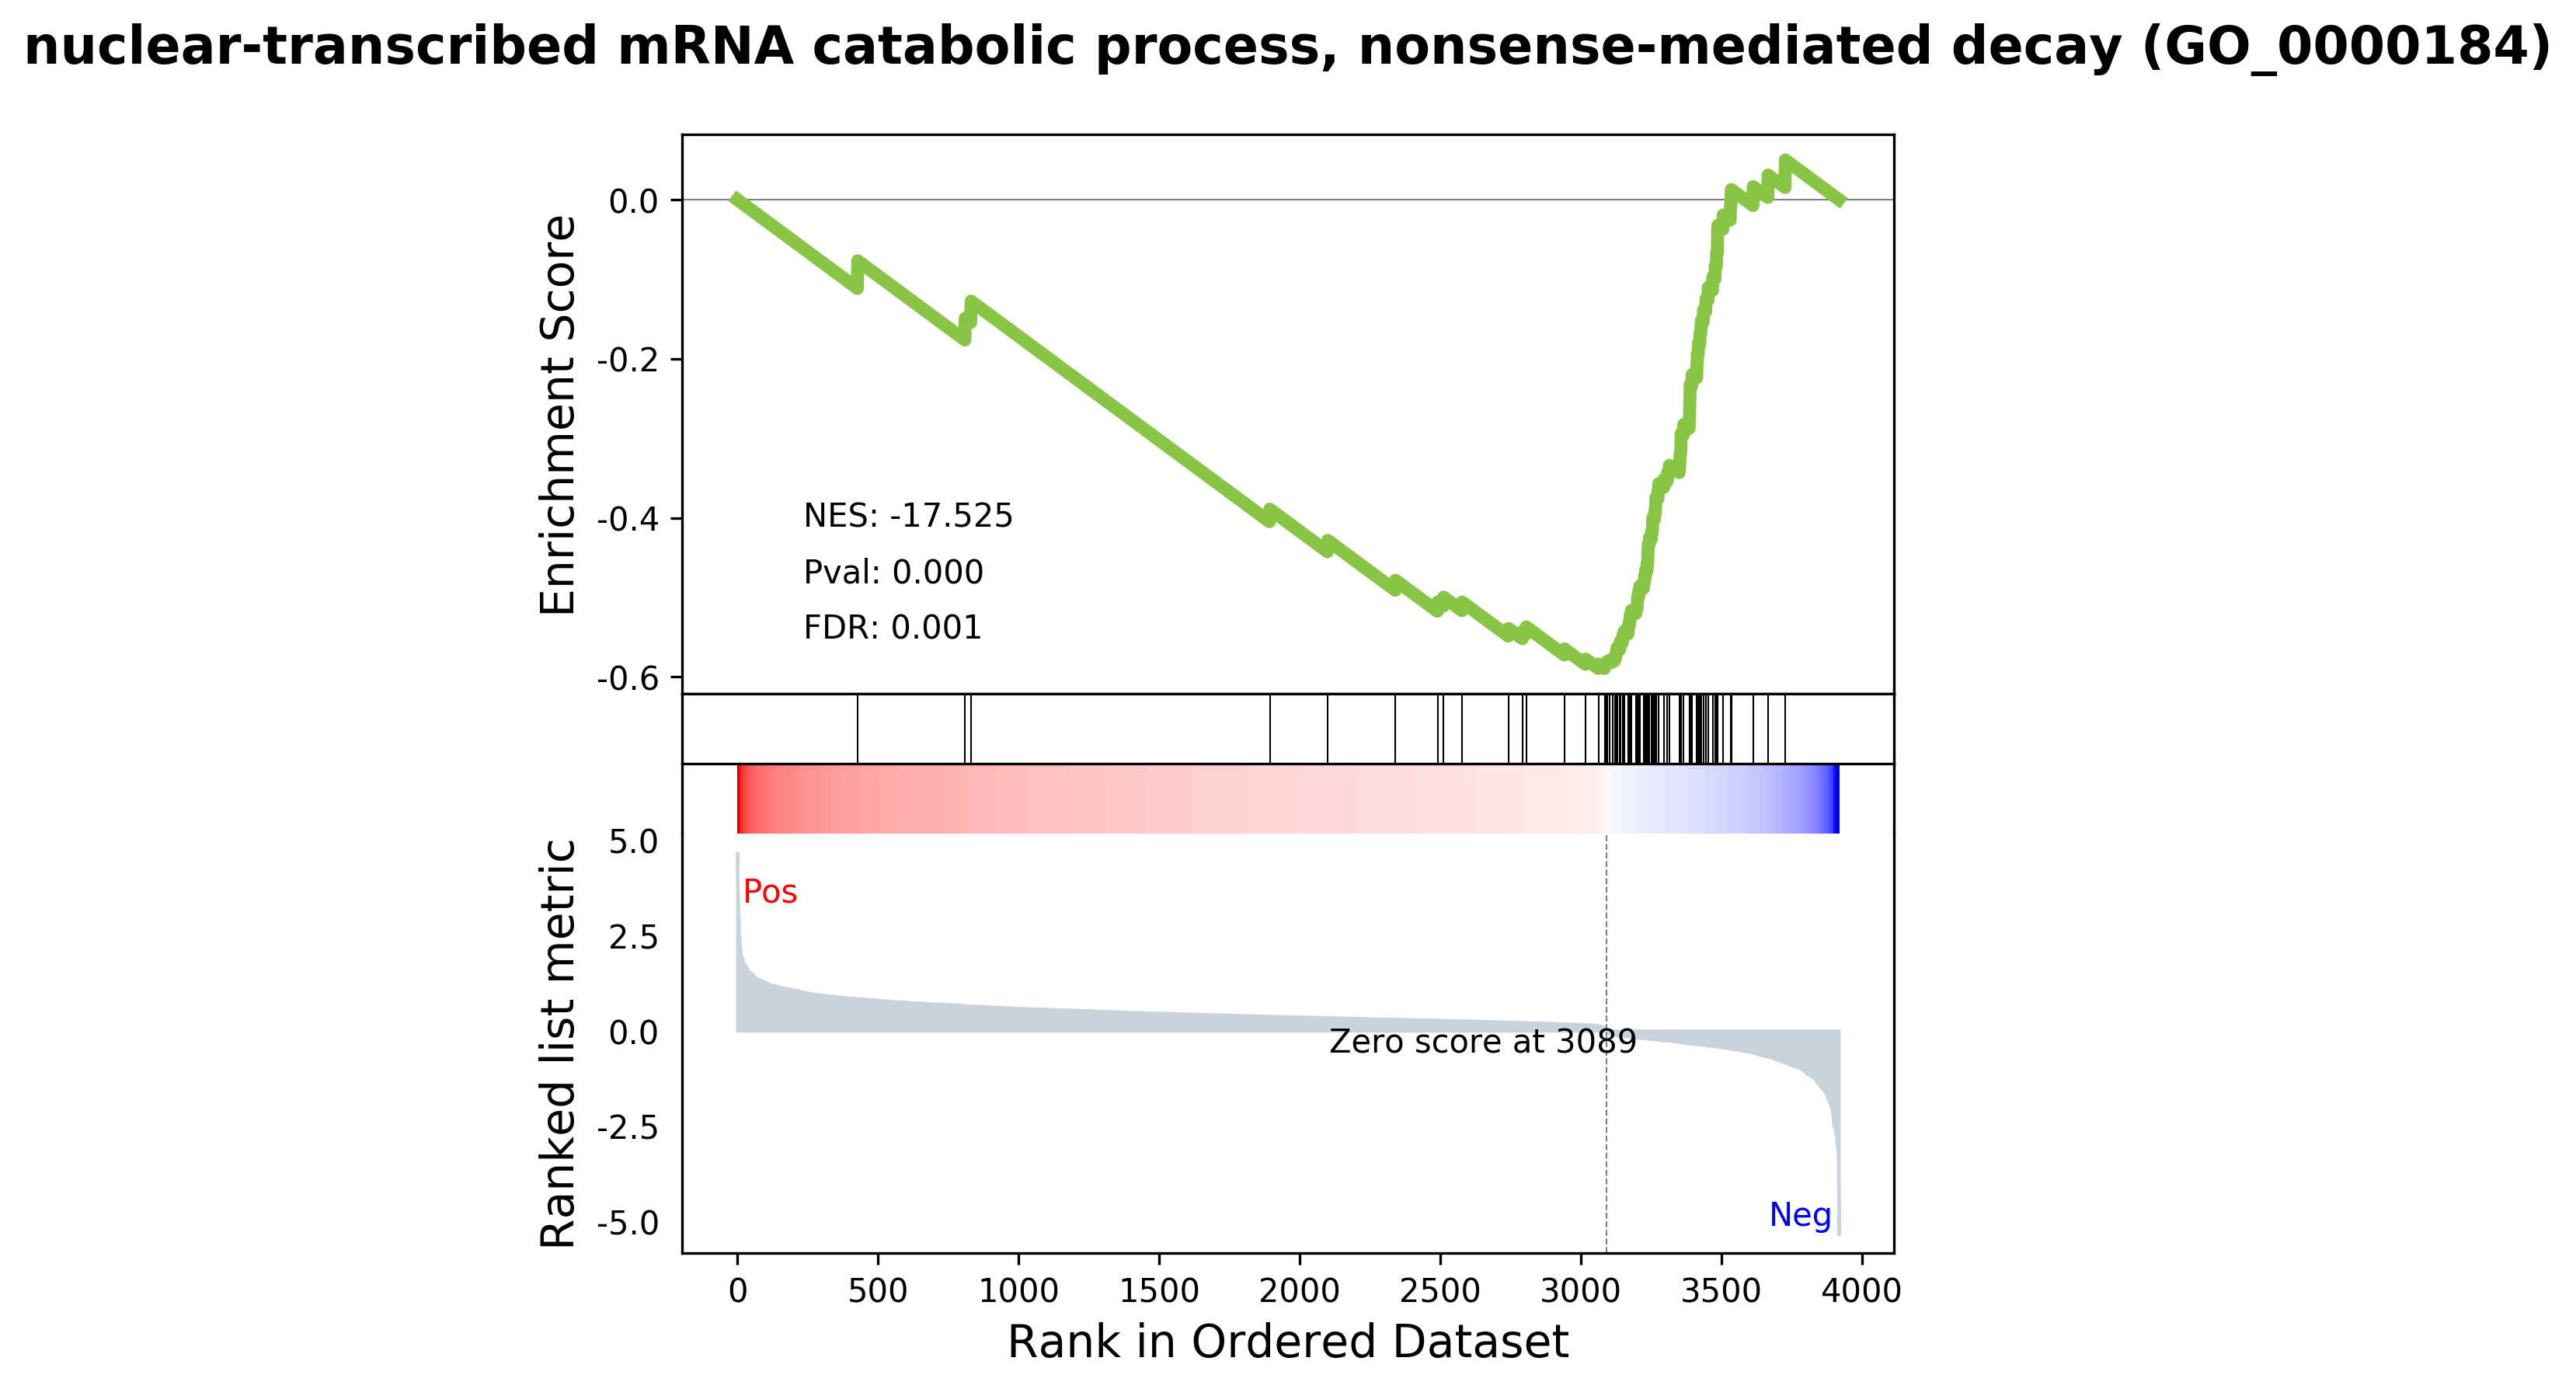 nuclear-transcribed mRNA catabolic process, nonsense-mediated decay (GO_0000184)
Enrichment Score
0.0
-0.2
-0.4
-0.6
NES: -17.525
Pval: 0.000
FDR: 0.001
Ranked list metric
5.0
2.5
0.0
-2.5
-5.0
Pos
Zero score at 3089
Neg
0 500 1000 1500 2000 2500 3000 3500 4000
Rank in Ordered Dataset